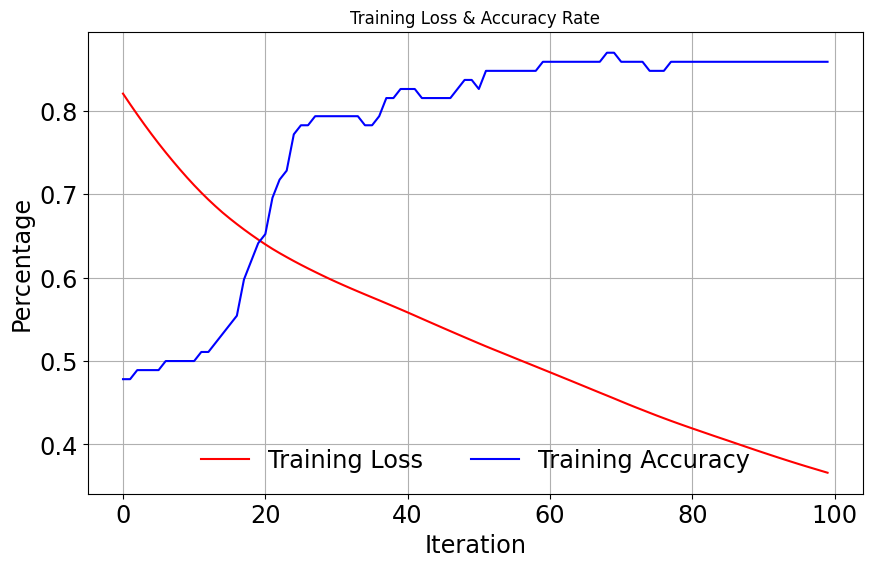 Training Loss & Accuracy Rate
Percentage
0.8
0.7
0.6
0.5
0.4
Training Loss
Training Accuracy
0
20
40
60
80
100
Iteration